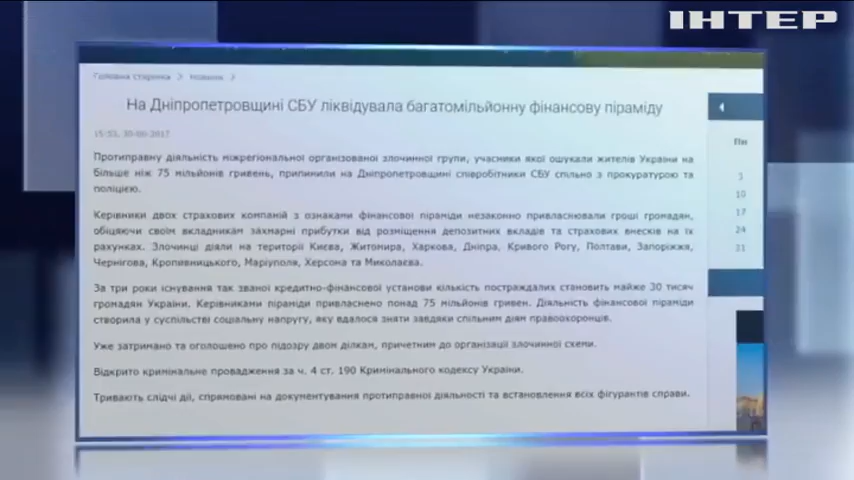 ІНТЕР
Головна сторінка > Новини >
На Дніпропетровщині СБУ ліквідувала багатомільйонну фінансову піраміду
15:53, 30-08-2017
Протиправну діяльність міжрегіональної організованої злочинної групи, учасники якої ошукали жителів України на
більше ніж 75 мільйонів гривень, припинили на Дніпропетровщині співробітники СБУ спільно з прокуратурою та
поліцією.
Керівники двох страхових компаній з ознаками фінансової піраміди незаконно привласнювали гроші громадян,
обіцяючи своїм вкладникам захмарні прибутки від розміщення депозитних вкладів та страхових внесків на їх
рахунках. Злочинці діяли на території Києва, Житомира, Харкова, Дніпра, Кривого Рогу, Полтави, Запоріжжя,
Чернігова, Кропивницького, Маріуполя, Херсона та Миколаєва.
За три роки існування так званої кредитно-фінансової установи кількість постраждалих становить майже 30 тисяч
громадян України. Керівниками піраміди привласнено понад 75 мільйонів гривен. Діяльність фінансової піраміди
створила у суспільстві соціальну напругу, яку вдалося зняти завдяки спільним діям правоохоронців.
Уже затримано та оголошено про підозру двом ділкам, причетним до організації злочинної схеми.
Відкрито кримінальне провадження за ч. 4 ст. 190 Кримінального кодексу України.
Тривають слідчі дії, спрямовані на документування протиправної діяльності та встановлення всіх фігурантів справи.
Пн
3
10
17
24
31